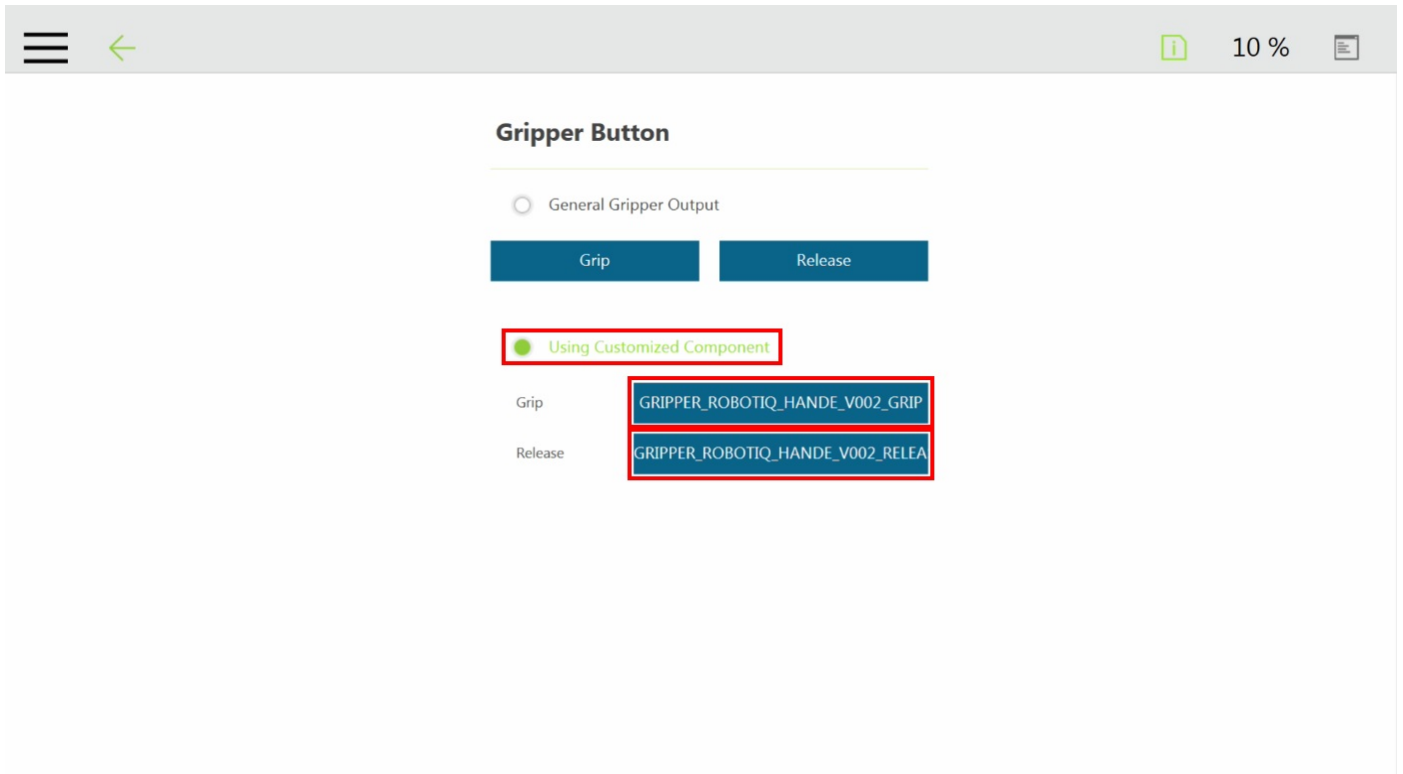 10 %
Gripper Button
General Gripper Output
Grip Release
Using Customized Component
Grip GRIPPER_ROBOTIQ_HANDE_V002_GRIP
Release GRIPPER_ROBOTIQ_HANDE_V002_RELEA